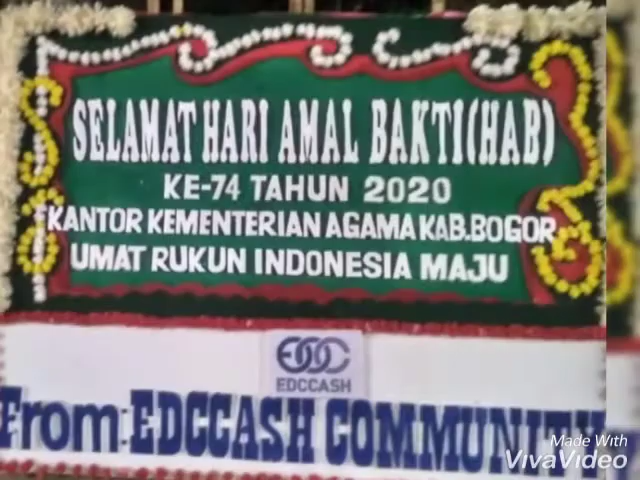 SELAMAT HARI AMAL BAKTI(HAB)
KE-74 TAHUN 2020
KANTOR KEMENTERIAN AGAMA KAB.BOGOR
UMAT RUKUN INDONESIA MAJU
EDCCASH
From: EDCCASH COMMUNITY
Made With
VivaVideo